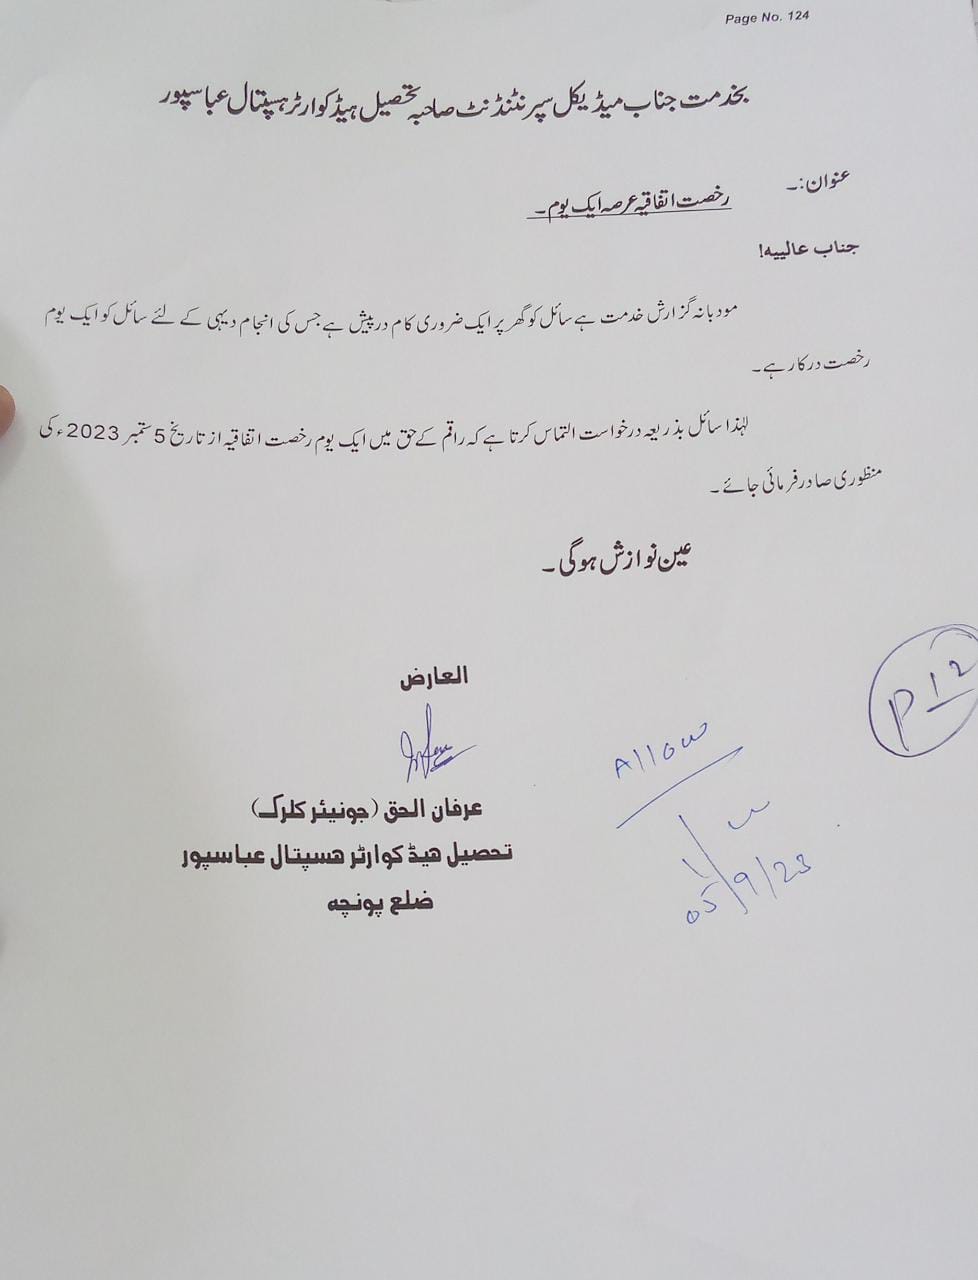 Page No. 124
بخدمت جناب میڈیکل سپرنٹنڈنٹ صاحبہ تحصیل ہیڈکوارٹر ہسپتال عباسپور
عنوان:۔
رخصت اتفاقیہ عرصہ ایک یوم۔
جناب عالییہ!
مودبانہ گزارش خدمت ہے سائل کو گھر پر ایک ضروری کام درپیش ہے جس کی انجام دیہی کے لئے سائل کو ایک یوم
رخصت درکار ہے۔
لہٰذا سائل بذریعہ درخواست التماس کرتا ہے کہ راقم کے حق میں ایک یوم رخصت اتفاقیہ از تاریخ 5 ستمبر 2023ء کی
منظوری صادر فرمائی جائے۔
عین نوازش ہوگی۔
العارض
عرفان الحق (جونیئر کلرک)
تحصیل ھیڈ کوارٹر ھسپتال عباسپور
ضلع پونچھ
P 12
Allow
05/9/23